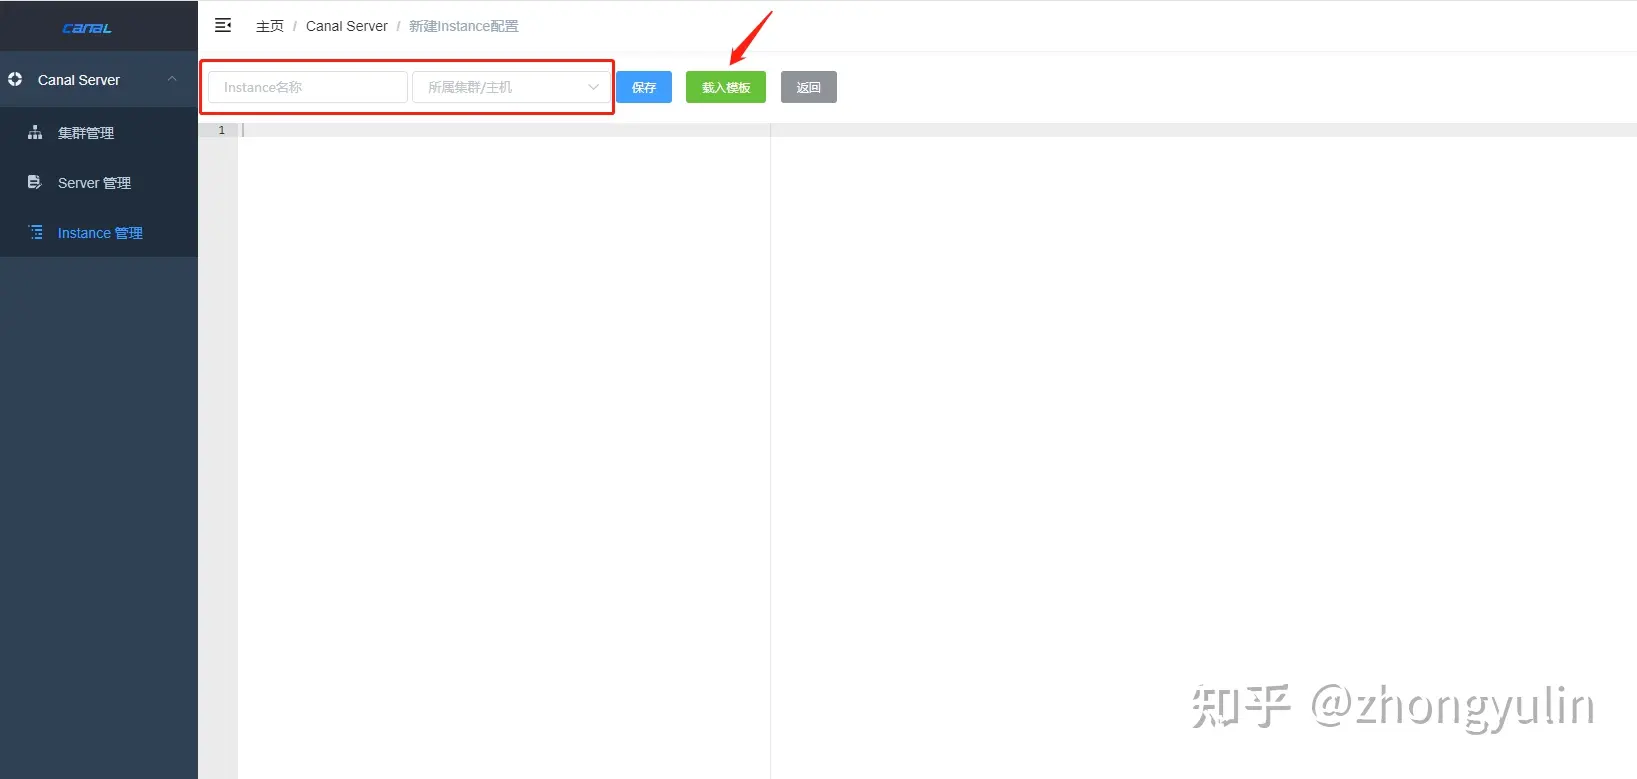 canal
主页 / Canal Server / 新建Instance配置
Canal Server
集群管理
Server 管理
Instance 管理
Instance名称
所属集群/主机
保存
载入模板
返回
1
知乎 @zhongyulin